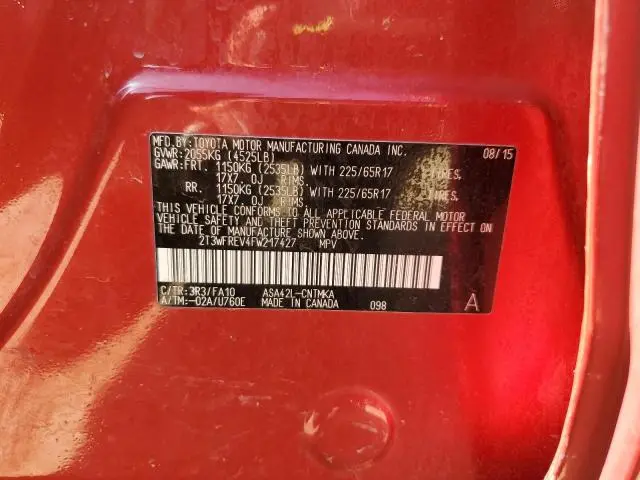 MFD.BY:TOYOTA MOTOR MANUFACTURING CANADA INC. 08/15
GVWR:2055KG (4525LB)
GAWR:FRT. 1150KG (2535LB) WITH 225/65R17 TIRES,
17X7. 0J RIMS
RR. 1150KG (2535LB) WITH 225/65R17 TIRES,
17X7. 0J RIMS
THIS VEHICLE CONFORMS TO ALL APPLICABLE FEDERAL MOTOR
VEHICLE SAFETY AND THEFT PREVENTION STANDARDS IN EFFECT ON
THE DATE OF MANUFACTURE SHOWN ABOVE.
2T3WFREV4FW217427 MPV
C/TR:3R3/FA10 ASA42L-CNTMKA
A/TM:-02A/U760E MADE IN CANADA 098 A